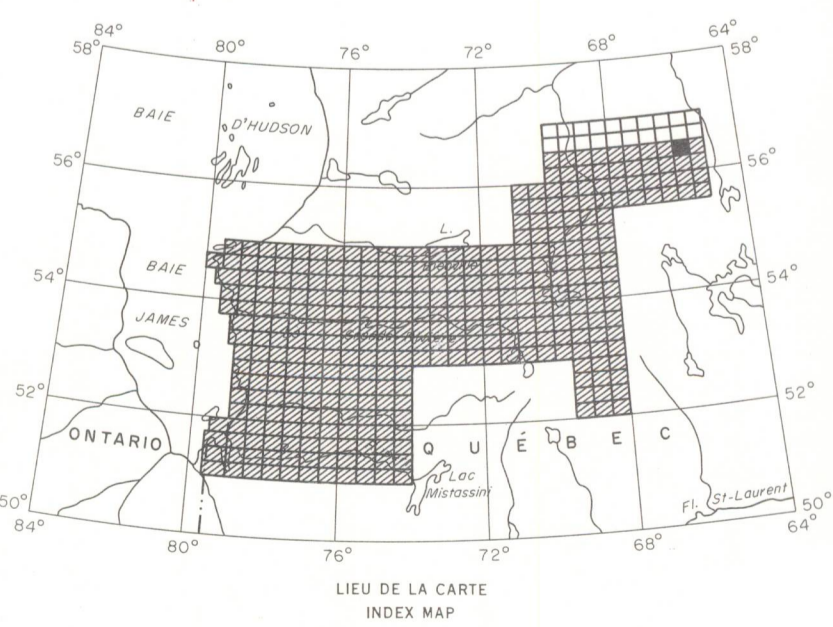 84°
80°
76°
72°
68°
64°
58°
58°
BAIE
D'HUDSON
56°
56°
L.
BAIE
54°
54°
JAMES
52°
52°
ONTARIO
QUÉBEC
Lac
Mistassini
Fl. St-Laurent
50°
50°
84°
80°
76°
72°
68°
64°
LIEU DE LA CARTE
INDEX MAP